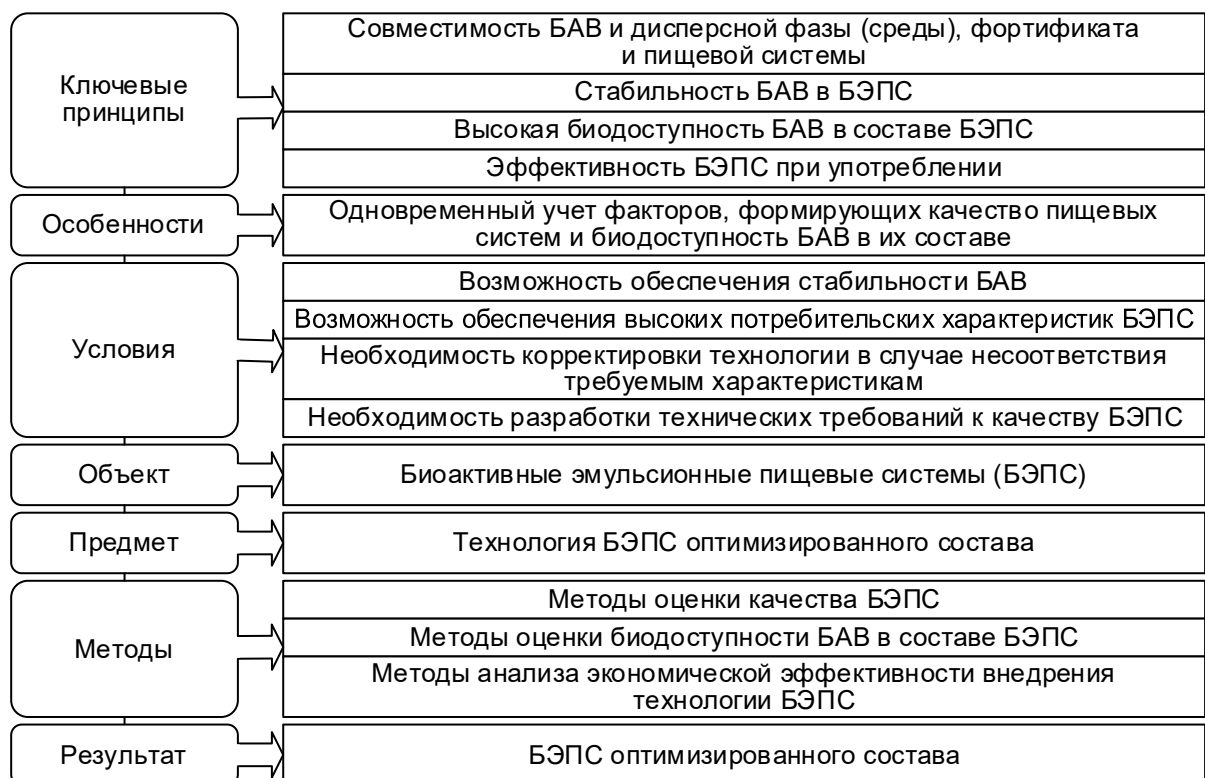 Ключевые
принципы
Совместимость БАВ и дисперсной фазы (среды), фортификата
и пищевой системы
Стабильность БАВ в БЭПС
Высокая биодоступность БАВ в составе БЭПС
Эффективность БЭПС при употреблении
Особенности
Одновременный учет факторов, формирующих качество пищевых
систем и биодоступность БАВ в их составе
Условия
Возможность обеспечения стабильности БАВ
Возможность обеспечения высоких потребительских характеристик БЭПС
Необходимость корректировки технологии в случае несоответствия
требуемым характеристикам
Необходимость разработки технических требований к качеству БЭПС
Объект
Биоактивные эмульсионные пищевые системы (БЭПС)
Предмет
Технология БЭПС оптимизированного состава
Методы
Методы оценки качества БЭПС
Методы оценки биодоступности БАВ в составе БЭПС
Методы анализа экономической эффективности внедрения
технологии БЭПС
Результат
БЭПС оптимизированного состава